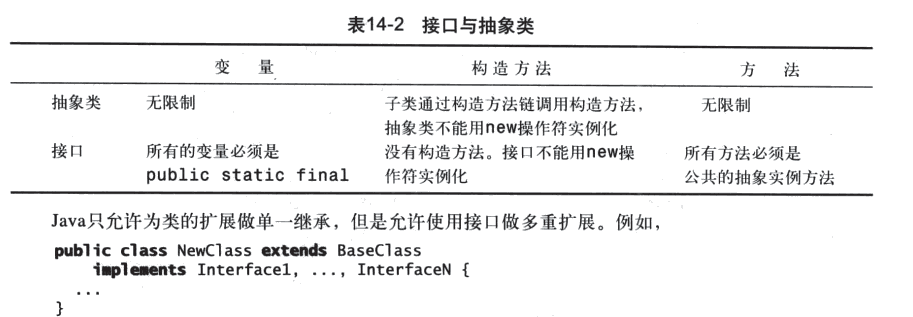 表14-2 接口与抽象类
变 量 构造方法 方 法
抽象类 无限制 子类通过构造方法链调用构造方法， 无限制
抽象类不能用new操作符实例化
接口 所有的变量必须是 没有构造方法。接口不能用new操 所有方法必须是
public static final 作符实例化 公共的抽象实例方法
Java只允许为类的扩展做单一继承，但是允许使用接口做多重扩展。例如，
public class NewClass extends BaseClass
implements Interface1, ..., InterfaceN {
...
}